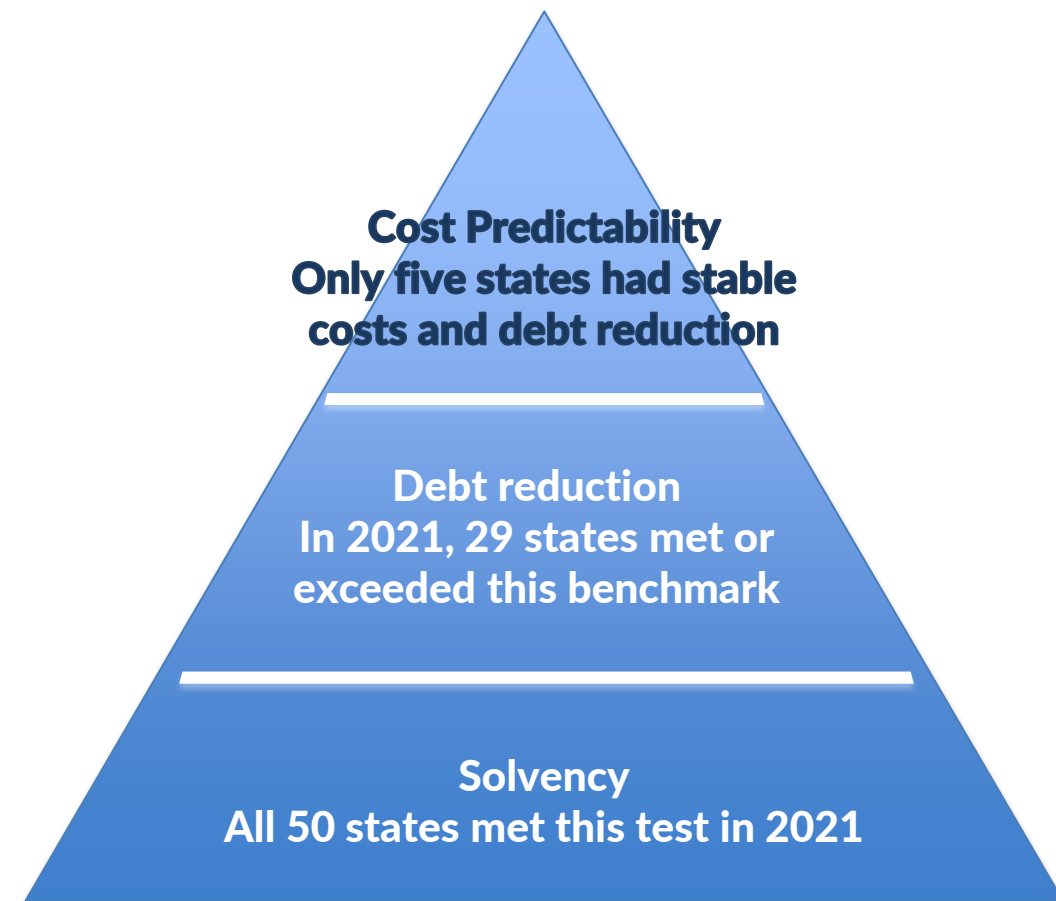 Cost Predictability
Only five states had stable
costs and debt reduction
Debt reduction
In 2021, 29 states met or
exceeded this benchmark
Solvency
All 50 states met this test in 2021